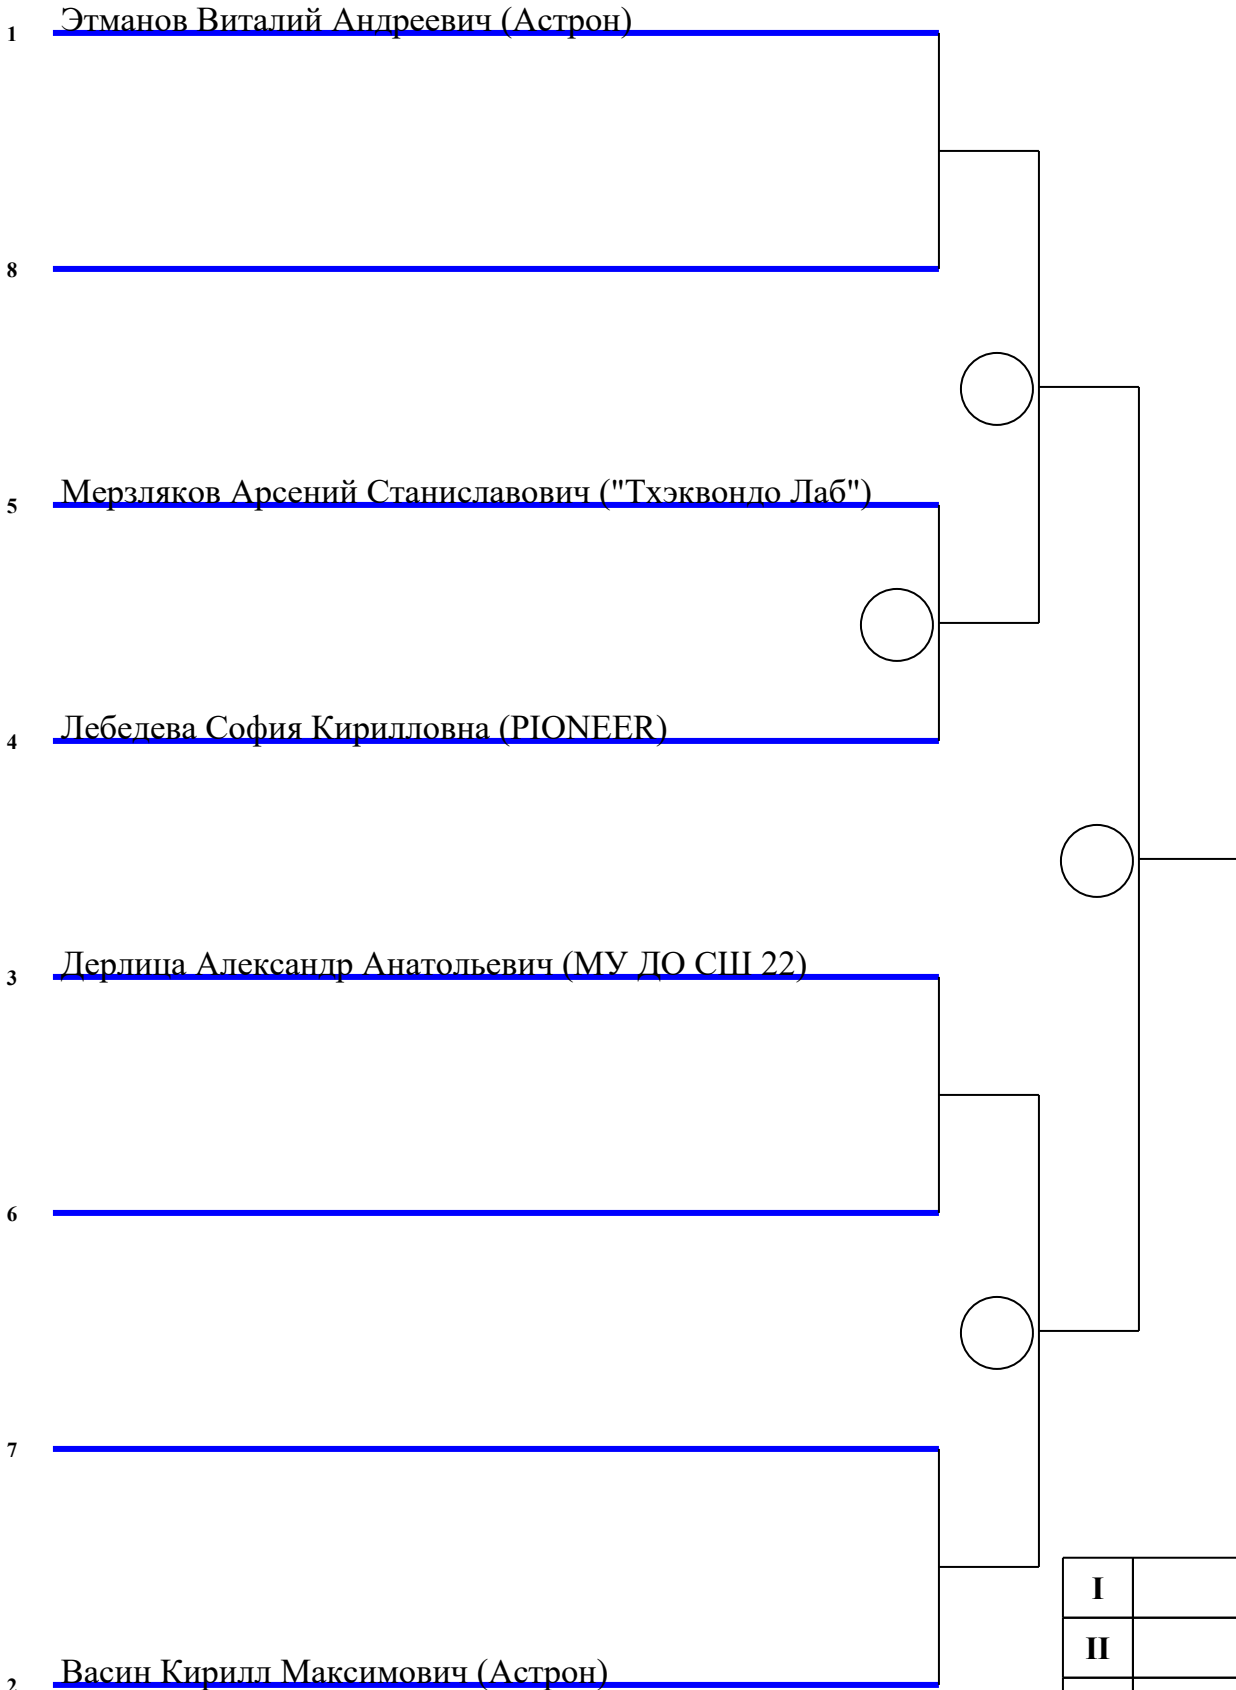 1 Этманов Виталий Андреевич (Астрон)
8
5 Мерзляков Арсений Станиславович ("Тхэквондо Лаб")
4 Лебедева София Кирилловна (PIONEER)
3 Дерлица Александр Анатольевич (МУ ДО СШ 22)
6
7
I
II
2 Васин Кирилл Максимович (Астрон)